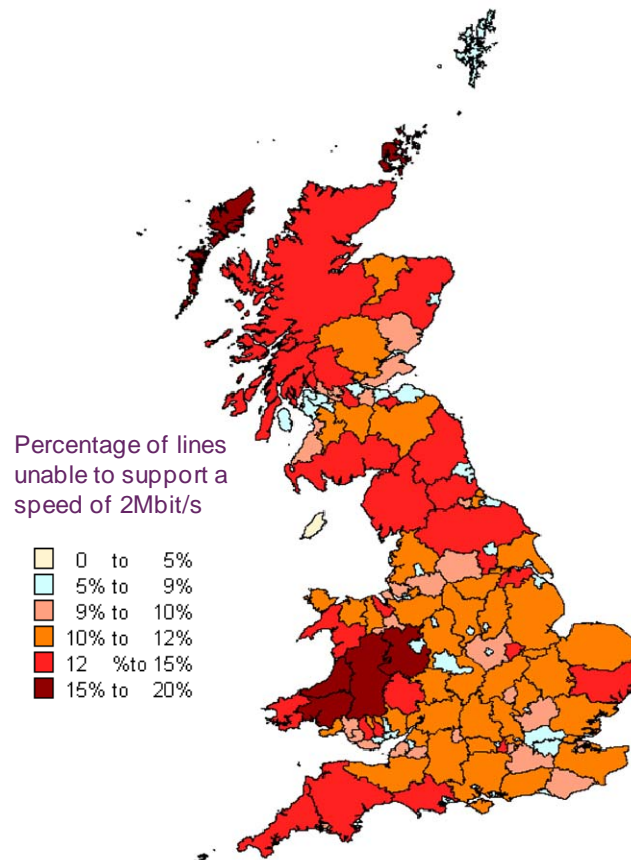 Percentage of lines
unable to support a
speed of 2Mbit/s
0 to 5%
5% to 9%
9% to 10%
10% to 12%
12 %to 15%
15% to 20%